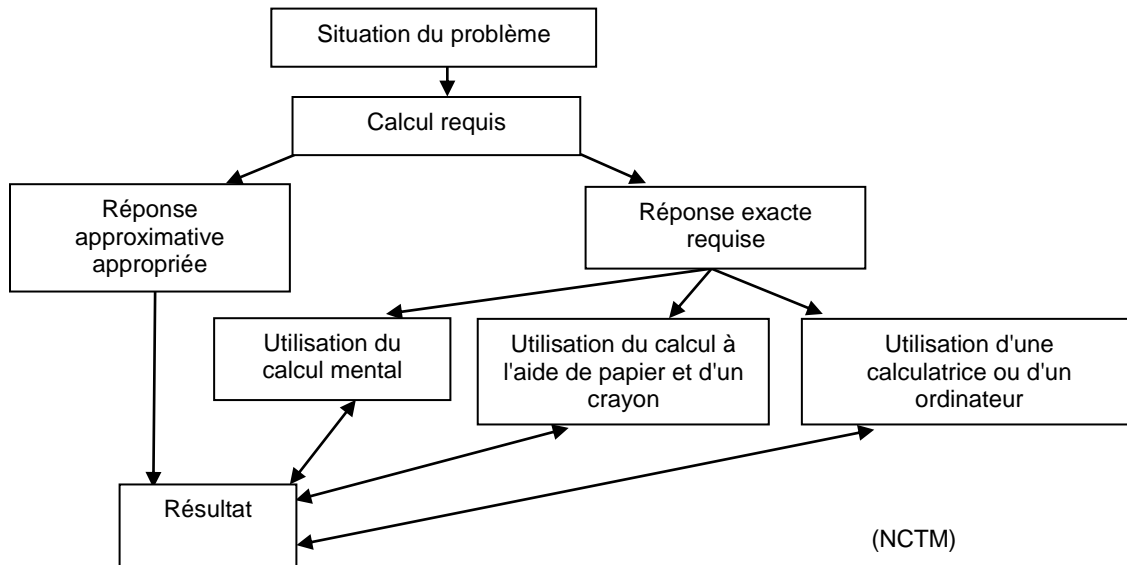 Situation du problème
Calcul requis
Réponse
approximative
appropriée
Réponse exacte
requise
Utilisation du
calcul mental
Utilisation du calcul à
l'aide de papier et d'un
crayon
Utilisation d'une
calculatrice ou d'un
ordinateur
Résultat
(NCTM)